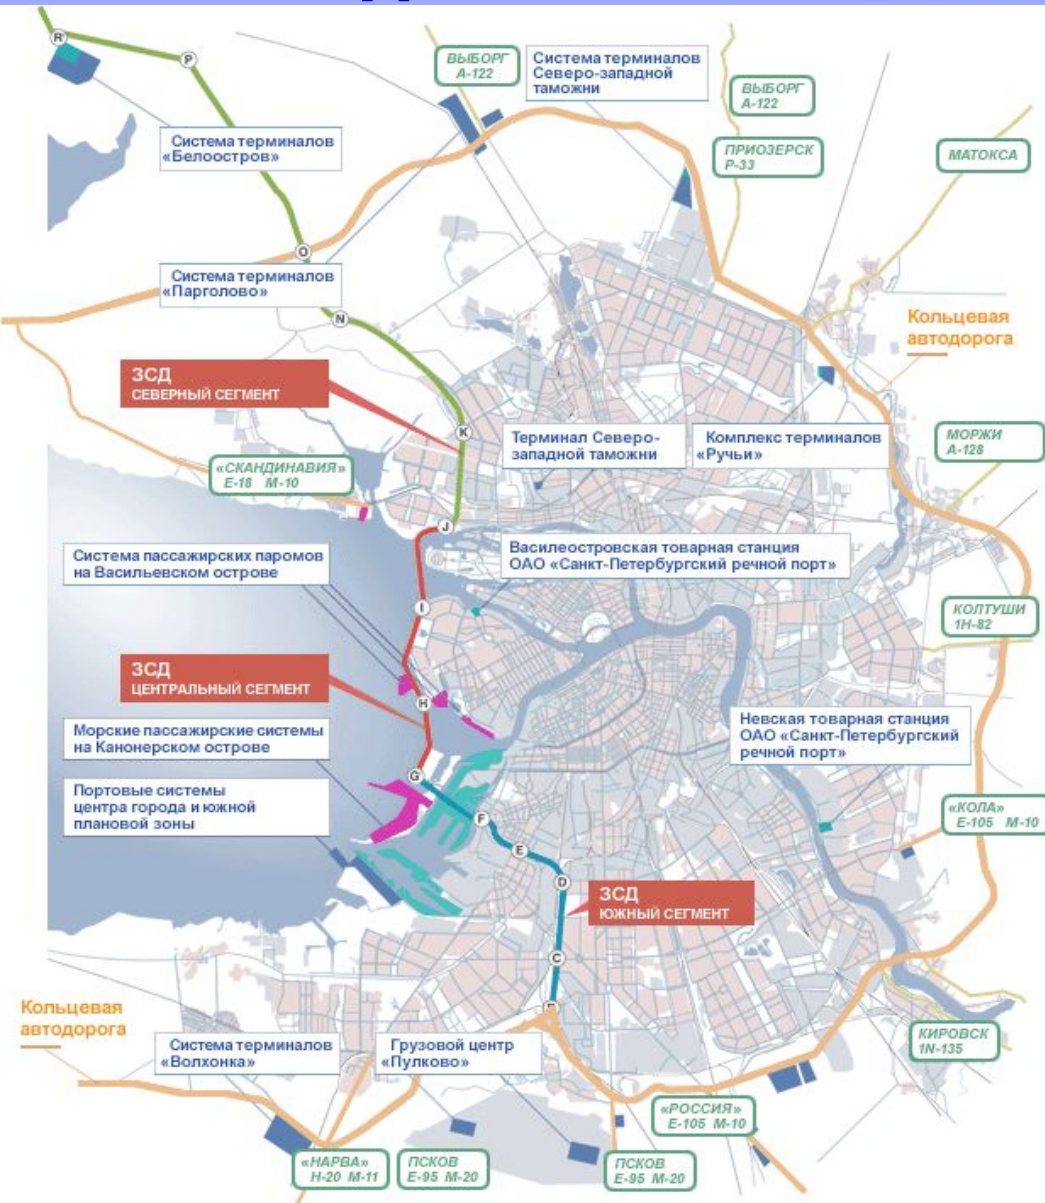 R
P
ВЫБОРГ
А-122
Система терминалов
Северо-западной
таможни
ВЫБОРГ
А-122
Система терминалов
«Белоостров»
ПРИОЗЕРСК
Р-33
МАТОКСА
O
Система терминалов
«Парголово»
N
Кольцевая
автодорога
ЗСД
СЕВЕРНЫЙ СЕГМЕНТ
K
Терминал Северо-
западной таможни
Комплекс терминалов
«Ручьи»
МОРЖИ
А-128
«СКАНДИНАВИЯ»
Е-18 М-10
J
Система пассажирских паромов
на Васильевском острове
Василеостровская товарная станция
ОАО «Санкт-Петербургский речной порт»
I
КОЛТУШИ
1Н-82
ЗСД
ЦЕНТРАЛЬНЫЙ СЕГМЕНТ
H
Морские пассажирские системы
на Канонерском острове
Невская товарная станция
ОАО «Санкт-Петербургский
речной порт»
G
Портовые системы
центра города и южной
плановой зоны
F
«КОЛА»
Е-105 М-10
E
D
ЗСД
ЮЖНЫЙ СЕГМЕНТ
C
Кольцевая
автодорога
Система терминалов
«Волхонка»
Грузовой центр
«Пулково»
КИРОВСК
1N-135
«РОССИЯ»
Е-105 М-10
«НАРВА»
Н-20 М-11
ПСКОВ
Е-95 М-20
ПСКОВ
Е-95 М-20